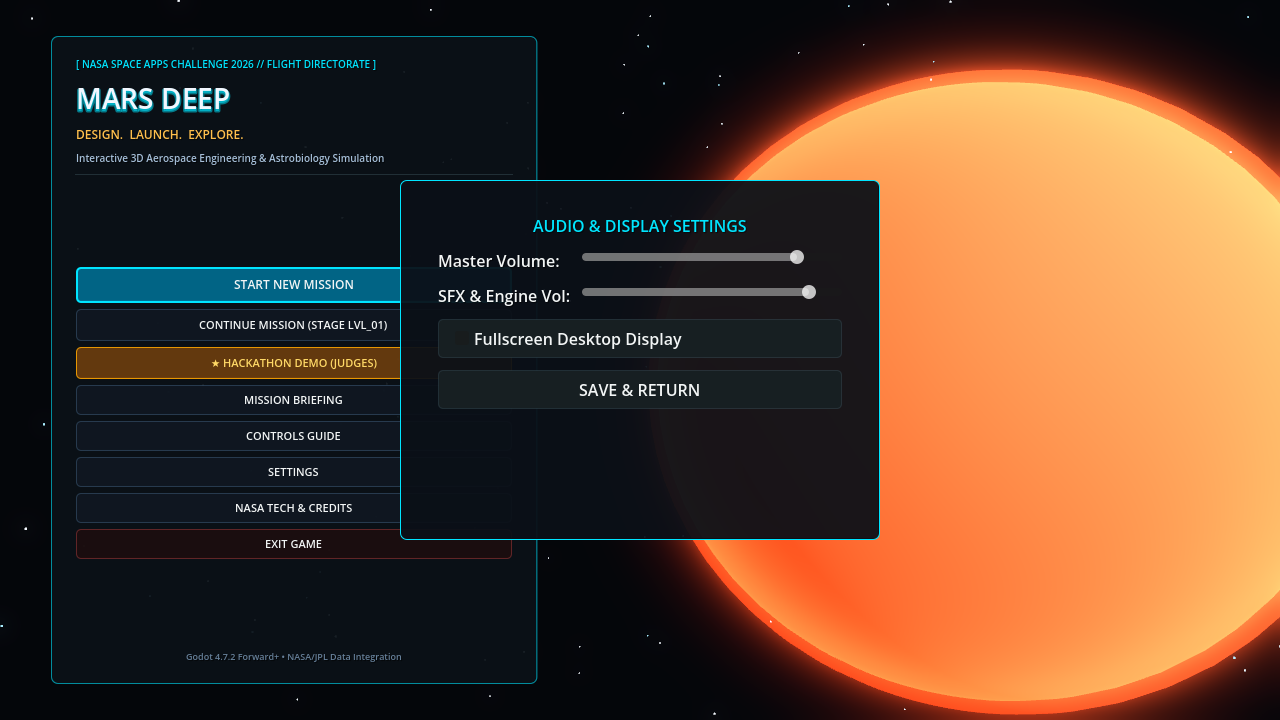 [ NASA SPACE APPS CHALLENGE 2026 // FLIGHT DIRECTORATE ]
MARS DEEP
DESIGN. LAUNCH. EXPLORE.
Interactive 3D Aerospace Engineering & Astrobiology Simulation
START NEW MISSION
CONTINUE MISSION (STAGE LVL_01)
★ HACKATHON DEMO (JUDGES)
MISSION BRIEFING
CONTROLS GUIDE
SETTINGS
NASA TECH & CREDITS
EXIT GAME
Godot 4.7.2 Forward+ • NASA/JPL Data Integration
AUDIO & DISPLAY SETTINGS
Master Volume:
SFX & Engine Vol:
Fullscreen Desktop Display
SAVE & RETURN